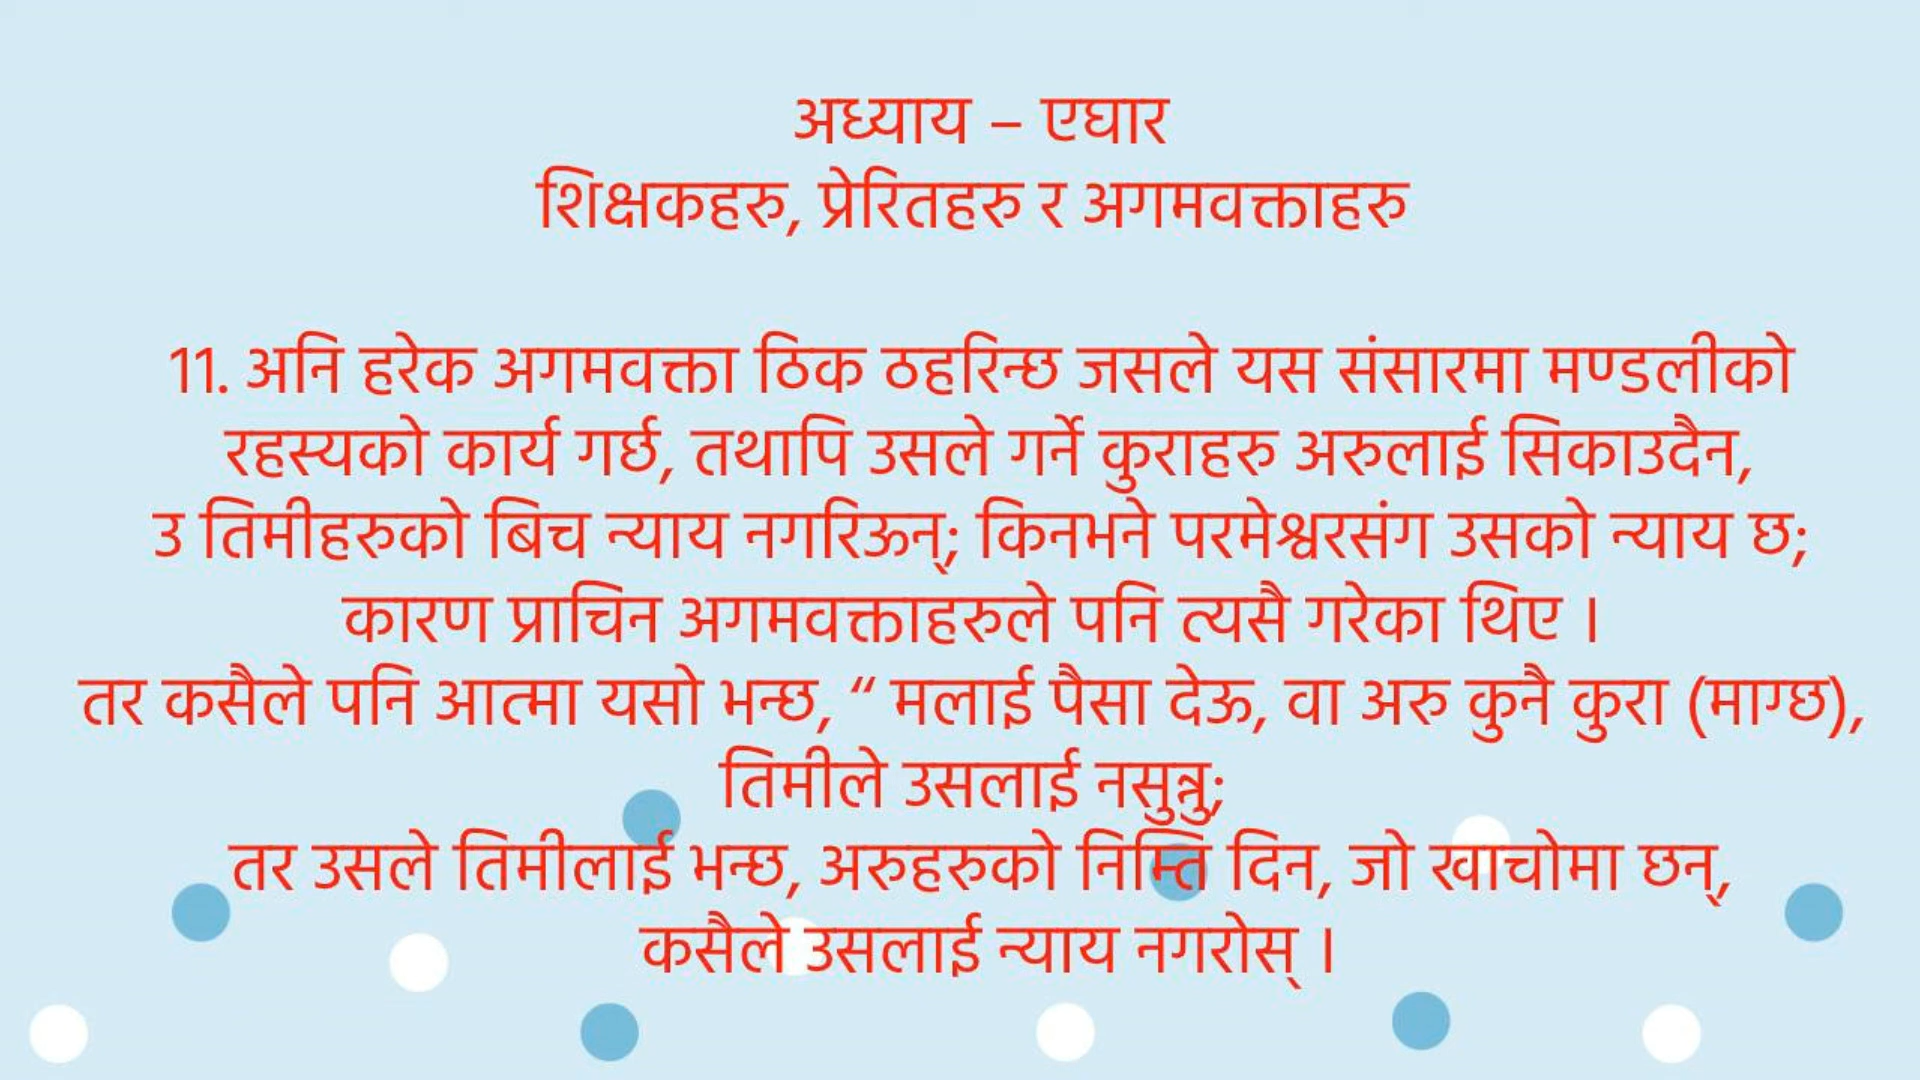 अध्याय – एघार
शिक्षकहरु, प्रेरितहरु र अगमवक्ताहरु
11. अनि हरेक अगमवक्ता ठिक ठहरिन्छ जसले यस संसारमा मण्डलीको
रहस्यको कार्य गर्छ, तथापि उसले गर्ने कुराहरु अरुलाई सिकाउदैन,
उ तिमीहरुको बिच न्याय नगरिऊन्; किनभने परमेश्वरसंग उसको न्याय छ;
कारण प्राचिन अगमवक्ताहरुले पनि त्यसै गरेका थिए ।
तर कसैले पनि आत्मा यसो भन्छ, “ मलाई पैसा देऊ, वा अरु कुनै कुरा (माग्छ),
तिमीले उसलाई नसुन्नु;
तर उसले तिमीलाई भन्छ, अरुहरुको निम्ति दिन, जो खाचोमा छन्,
कसैले उसलाई न्याय नगरोस् ।